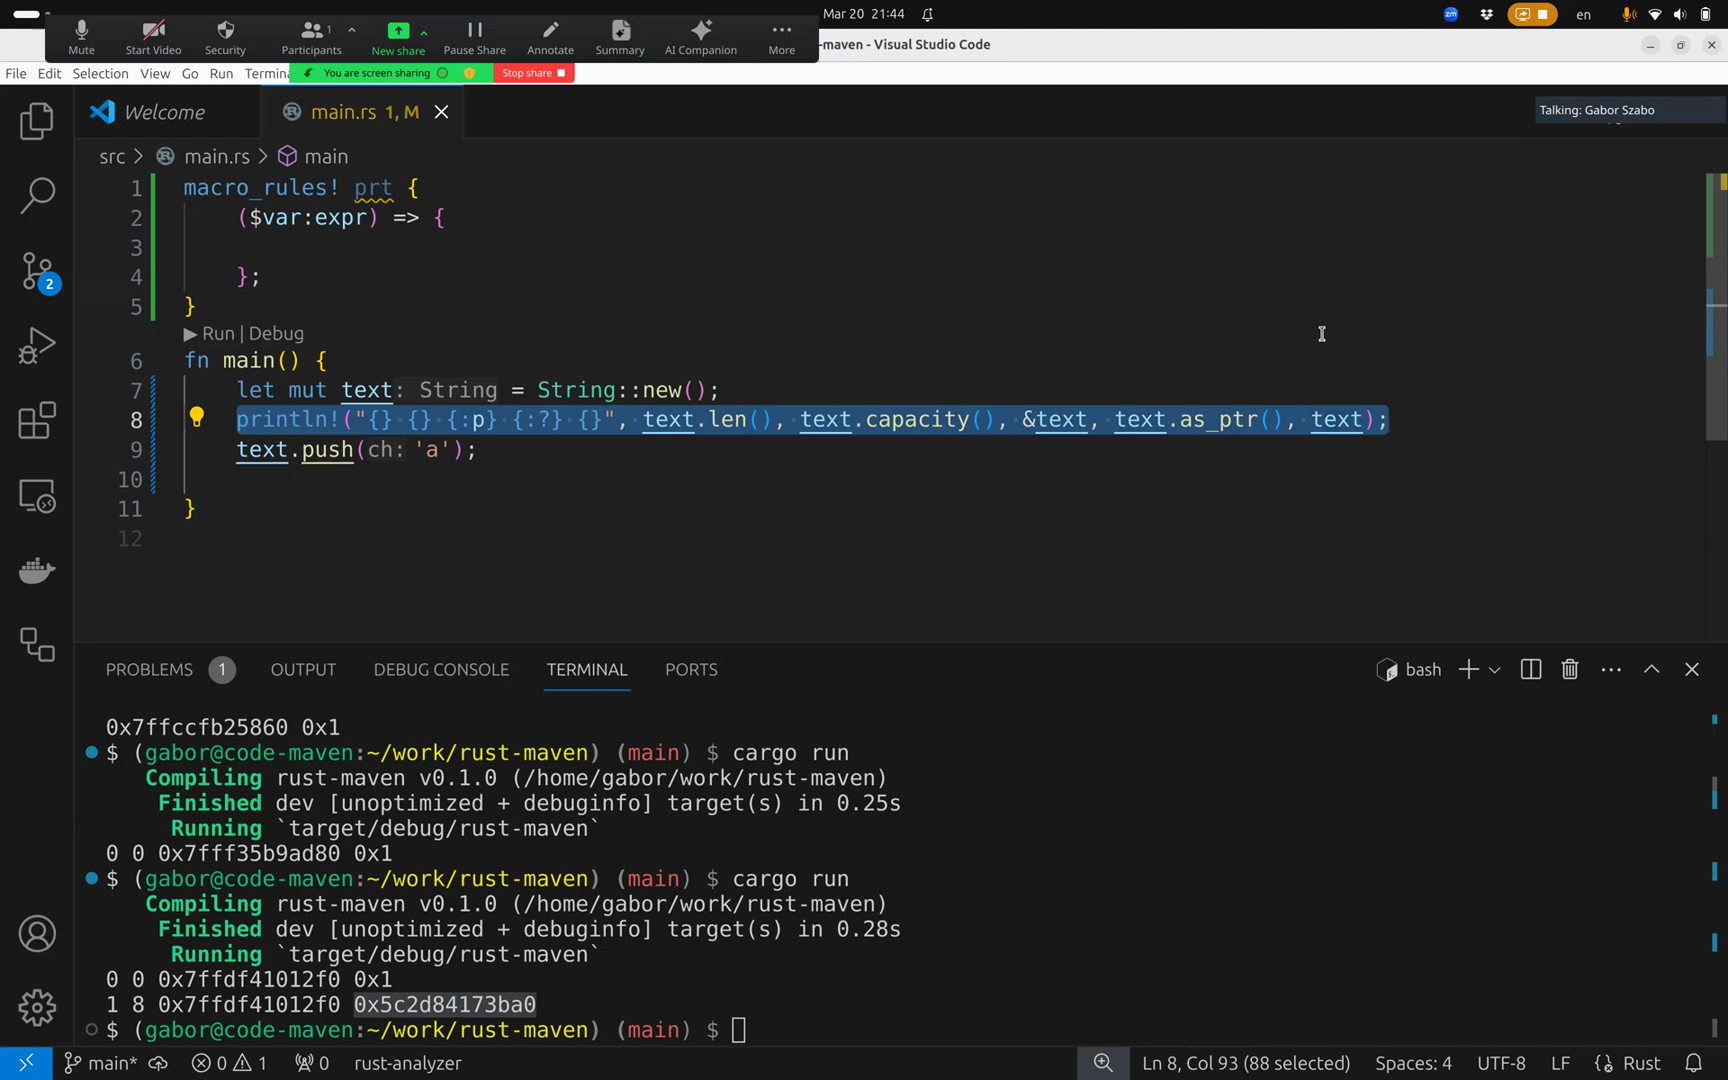 Mar 20 21:44
zm
en
Mute
Start Video
Security
Participants 1
New share
Pause Share
Annotate
Summary
AI Companion
More
-maven - Visual Studio Code
File Edit Selection View Go Run Termin
You are screen sharing
Stop share
Welcome
main.rs 1, M
Talking: Gabor Szabo
src > main.rs > main
1 macro_rules! prt {
2 ($var:expr) => {
3
4 };
5 }
Run | Debug
6 fn main() {
7 let mut text: String = String::new();
8 println!("{} {} {:p} {:?} {}", text.len(), text.capacity(), &text, text.as_ptr(), text);
9 text.push(ch: 'a');
10
11 }
12
2
PROBLEMS 1 OUTPUT DEBUG CONSOLE TERMINAL PORTS
bash
0x7ffccfb25860 0x1
$ (gabor@code-maven:~/work/rust-maven) (main) $ cargo run
Compiling rust-maven v0.1.0 (/home/gabor/work/rust-maven)
Finished dev [unoptimized + debuginfo] target(s) in 0.25s
Running `target/debug/rust-maven`
0 0 0x7fff35b9ad80 0x1
$ (gabor@code-maven:~/work/rust-maven) (main) $ cargo run
Compiling rust-maven v0.1.0 (/home/gabor/work/rust-maven)
Finished dev [unoptimized + debuginfo] target(s) in 0.28s
Running `target/debug/rust-maven`
0 0 0x7ffdf41012f0 0x1
1 8 0x7ffdf41012f0 0x5c2d84173ba0
$ (gabor@code-maven:~/work/rust-maven) (main) $
main* 0 1 0 rust-analyzer
Ln 8, Col 93 (88 selected) Spaces: 4 UTF-8 LF {} Rust